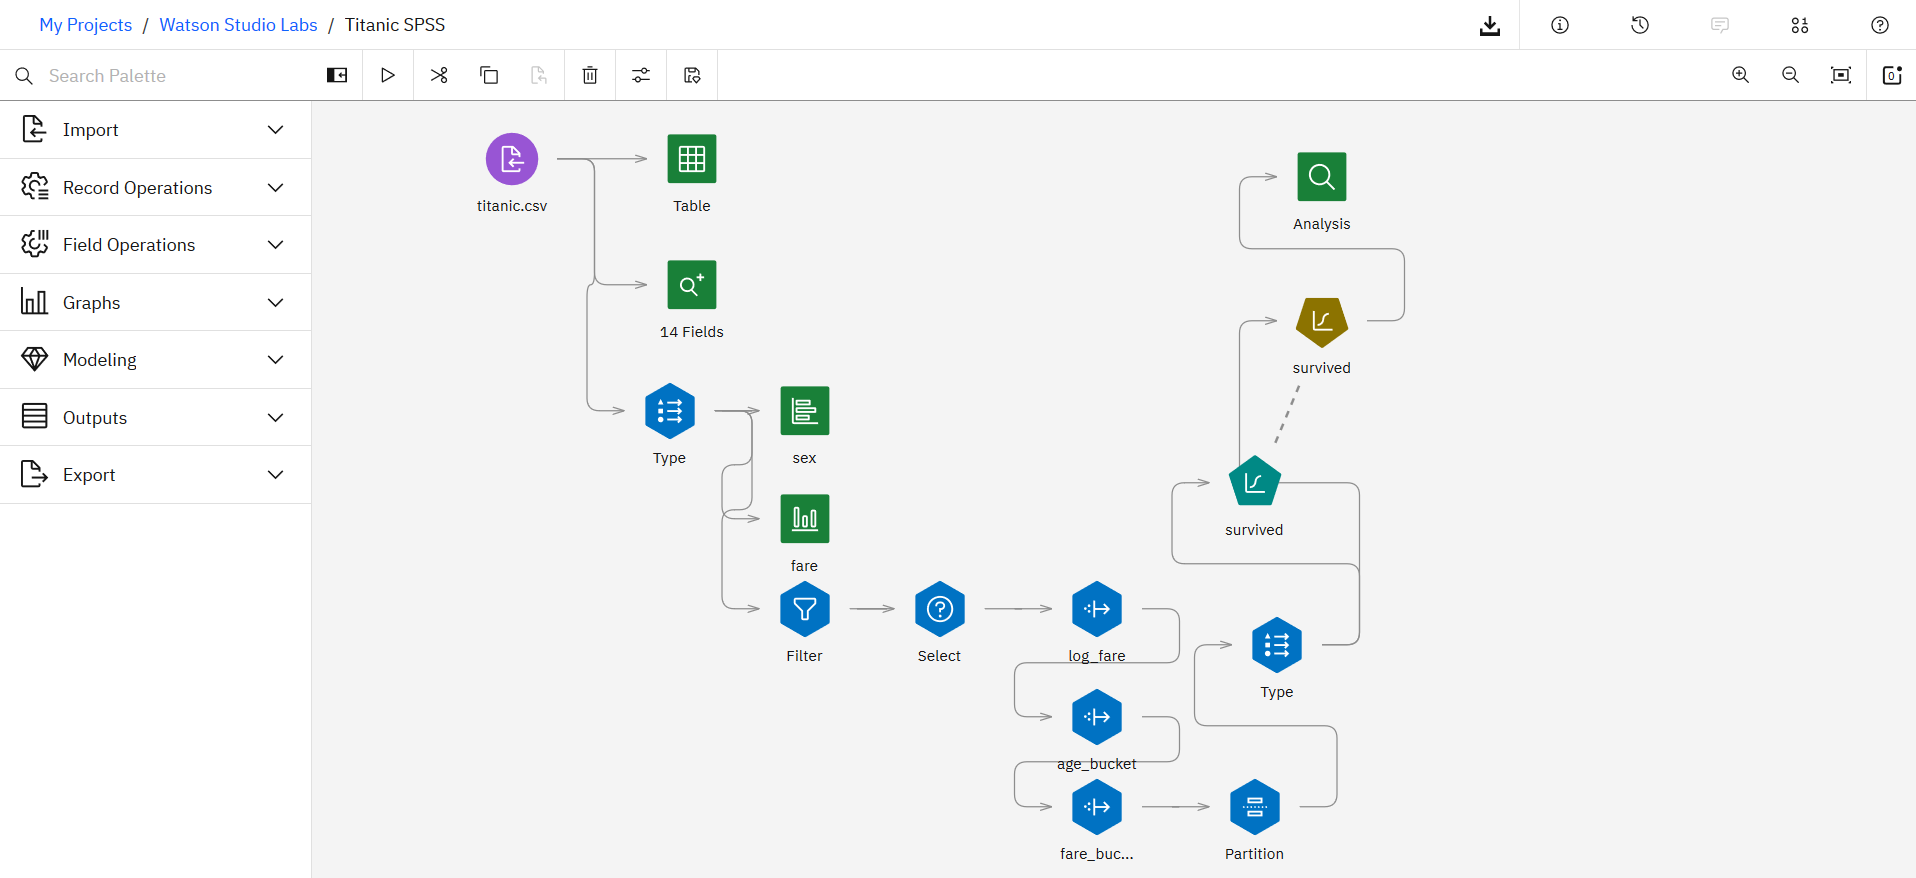 My Projects / Watson Studio Labs / Titanic SPSS
Search Palette
0
Import
Record Operations
Field Operations
Graphs
Modeling
Outputs
Export
titanic.csv
Table
14 Fields
Type
sex
fare
Filter
Select
log_fare
age_bucket
fare_buc...
Partition
Type
survived
survived
Analysis